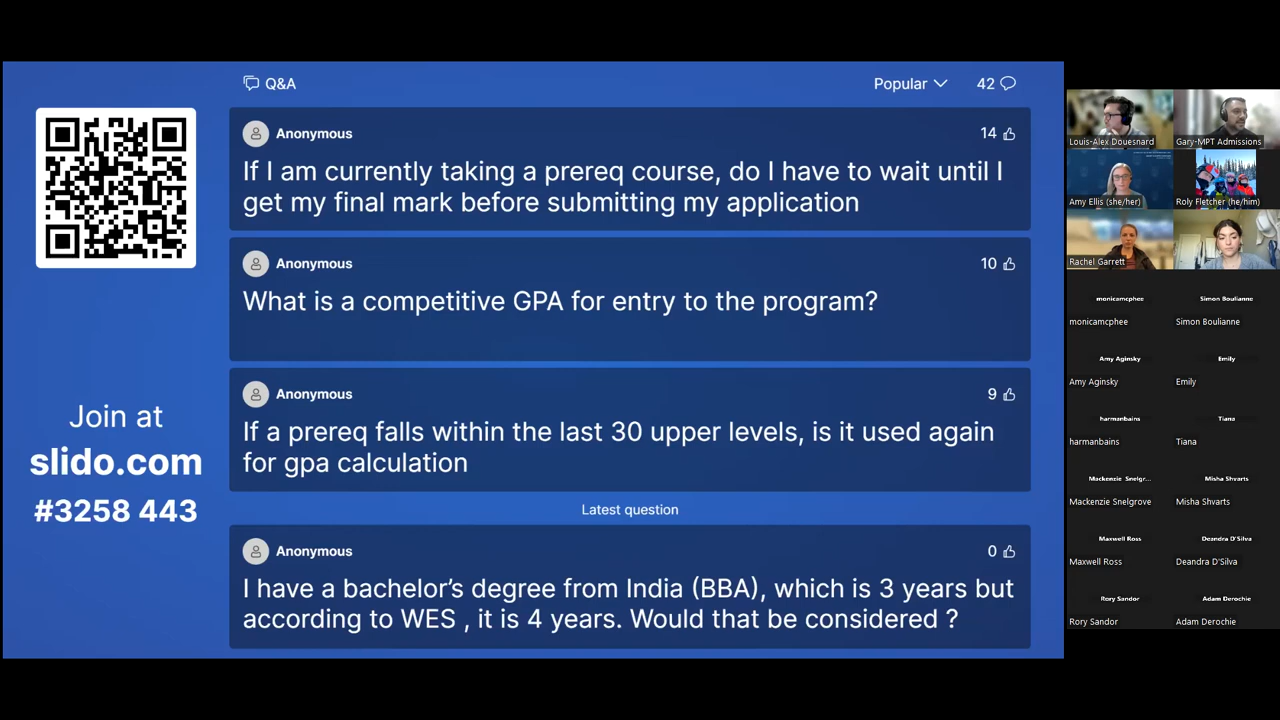 Q&A
Popular
42
Anonymous
14
If I am currently taking a prereq course, do I have to wait until I
get my final mark before submitting my application
Anonymous
10
What is a competitive GPA for entry to the program?
Anonymous
9
If a prereq falls within the last 30 upper levels, is it used again
for gpa calculation
Latest question
Anonymous
0
I have a bachelor’s degree from India (BBA), which is 3 years but
according to WES , it is 4 years. Would that be considered ?
Join at
slido.com
#3258 443
Louis-Alex Douesnard
Gary-MPT Admissions
Amy Ellis (she/her)
Roly Fletcher (he/him)
Rachel Garrett
monicamcphee
Simon Boulianne
monicamcphee
Simon Boulianne
Amy Aginsky
Emily
Amy Aginsky
Emily
harmanbains
Tiana
harmanbains
Tiana
Mackenzie Snelgr...
Misha Shvarts
Mackenzie Snelgrove
Misha Shvarts
Maxwell Ross
Deandra D'Silva
Maxwell Ross
Deandra D'Silva
Rory Sandor
Adam Derochie
Rory Sandor
Adam Derochie